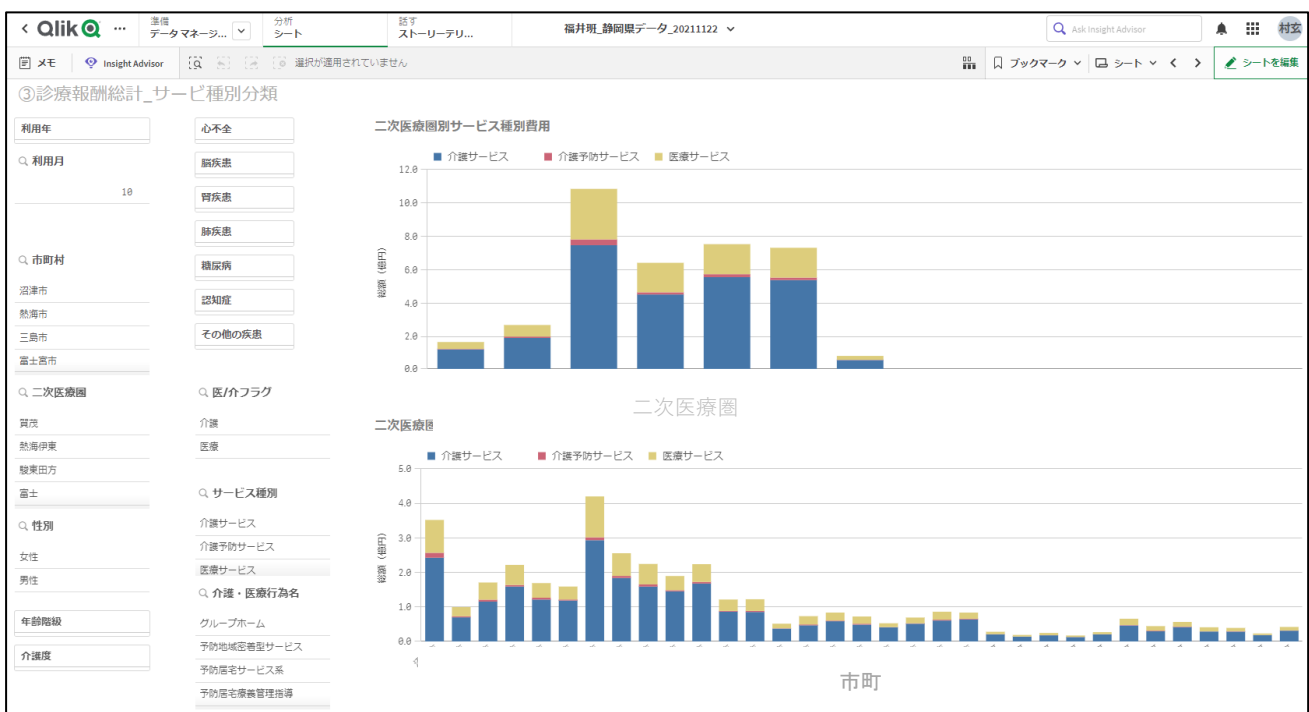 Qlik
準備
データ マネージ...
分析
シート
話す
ストーリーテリ...
福井班_静岡県データ_20211122
Ask Insight Advisor
村玄
メモ
Insight Advisor
選択が適用されていません
ブックマーク
シート
シートを編集
③診療報酬総計_サービ種別分類
利用年
利用月
10
市町村
沼津市
熱海市
三島市
富士宮市
二次医療圏
賀茂
熱海伊東
駿東田方
富士
性別
女性
男性
年齢階級
介護度
心不全
脳疾患
腎疾患
肺疾患
糖尿病
認知症
その他の疾患
医/介フラグ
介護
医療
サービス種別
介護サービス
介護予防サービス
医療サービス
介護・医療行為名
グループホーム
予防地域密着型サービス
予防居宅サービス系
予防居宅療養管理指導
二次医療圏別サービス種別費用
介護サービス
介護予防サービス
医療サービス
12.0
10.0
8.0
6.0
4.0
2.0
0.0
総額 (億円)
二次医療圏
二次医療圏
介護サービス
介護予防サービス
医療サービス
5.0
4.0
3.0
2.0
1.0
0.0
総額 (億円)
市町